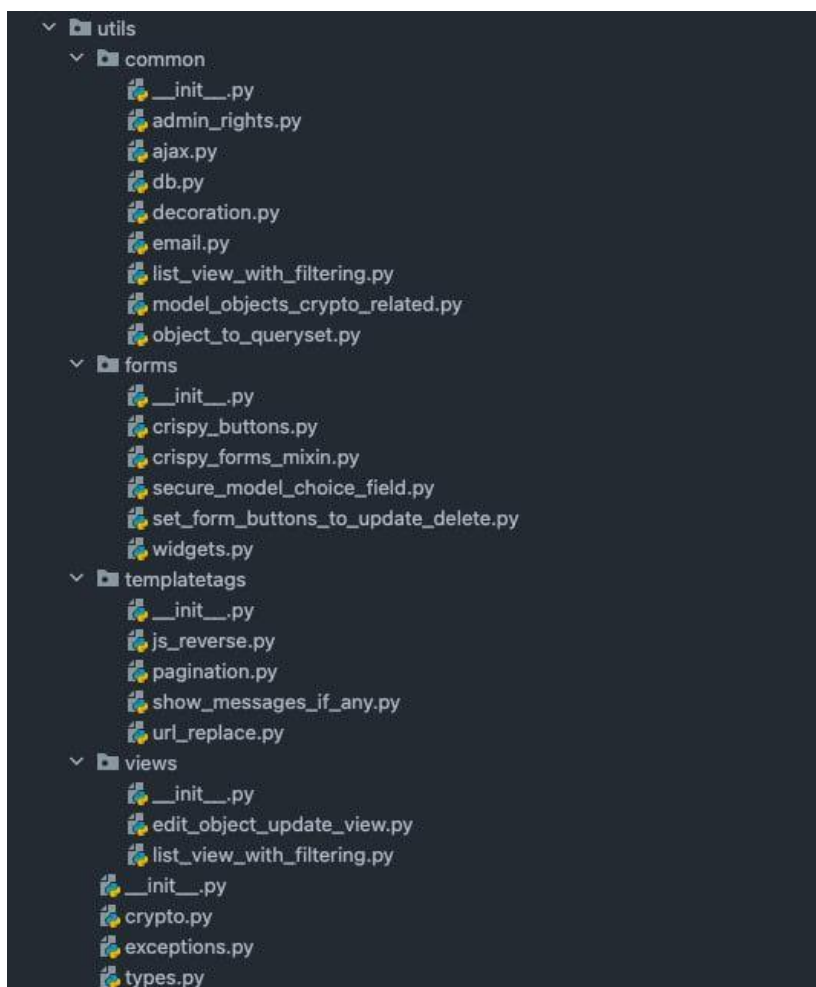 utils
common
__init__.py
admin_rights.py
ajax.py
db.py
decoration.py
email.py
list_view_with_filtering.py
model_objects_crypto_related.py
object_to_queryset.py
forms
__init__.py
crispy_buttons.py
crispy_forms_mixin.py
secure_model_choice_field.py
set_form_buttons_to_update_delete.py
widgets.py
templatetags
__init__.py
js_reverse.py
pagination.py
show_messages_if_any.py
url_replace.py
views
__init__.py
edit_object_update_view.py
list_view_with_filtering.py
__init__.py
crypto.py
exceptions.py
types.py